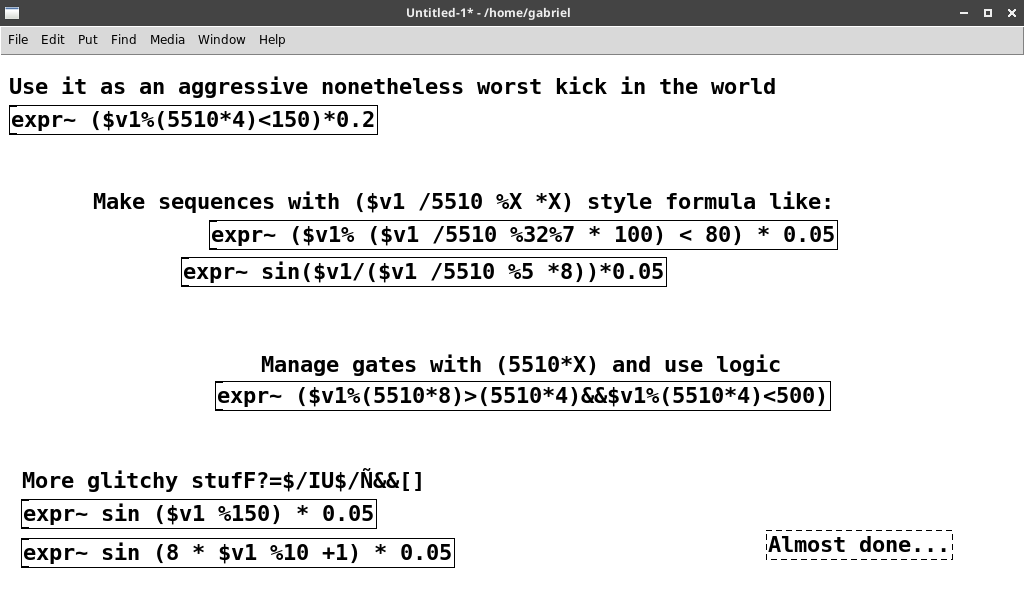 Untitled-1* - /home/gabriel
File Edit Put Find Media Window Help
Use it as an aggressive nonetheless worst kick in the world
expr~ ($v1%(5510*4)<150)*0.2
Make sequences with ($v1 /5510 %X *X) style formula like:
expr~ ($v1% ($v1 /5510 %32%7 * 100) < 80) * 0.05
expr~ sin($v1/($v1 /5510 %5 *8))*0.05
Manage gates with (5510*X) and use logic
expr~ ($v1%(5510*8)>(5510*4)&&$v1%(5510*4)<500)
More glitchy stufF?=$/IU$/Ñ&&[]
expr~ sin ($v1 %150) * 0.05
expr~ sin (8 * $v1 %10 +1) * 0.05
Almost done...